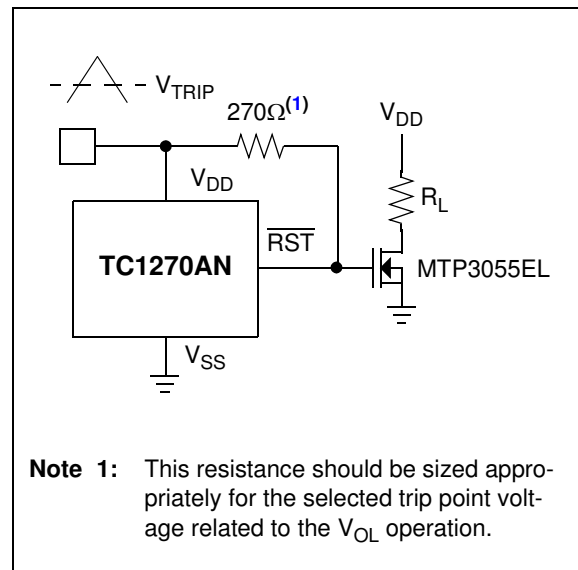 V_TRIP
270Ω(1)
V_DD
V_DD
R_L
RST
TC1270AN
MTP3055EL
V_SS
Note 1: This resistance should be sized appro-
priately for the selected trip point volt-
age related to the V_OL operation.